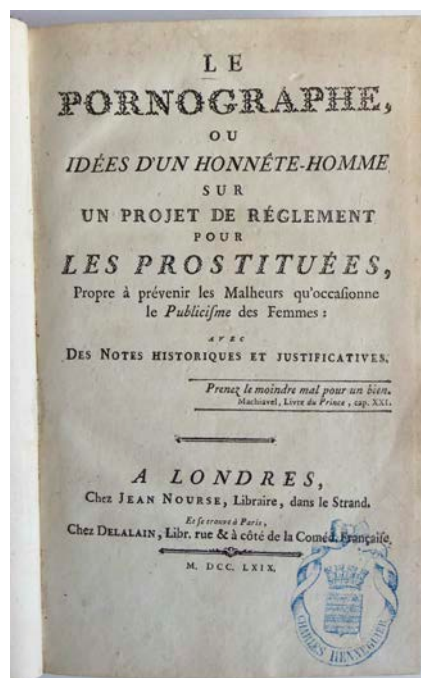 LE
PORNOGRAPHE,
OU
IDÉES D'UN HONNÊTE-HOMME
SUR
UN PROJET DE RÉGLEMENT
POUR
LES PROSTITUÉES,
Propre à prévenir les Malheurs qu'occaſionne
le Publiciſme des Femmes :
AVEC
DES NOTES HISTORIQUES ET JUSTIFICATIVES.
Prenez le moindre mal pour un bien.
Machiavel, Livre du Prince, cap. XXI.
A LONDRES,
Chez JEAN NOURSE, Libraire, dans le Strand.
Et ſe trouve à Paris,
Chez DELALAIN, Libr. rue & à côté de la Coméd. Françaiſe.
M. DCC. LXIX.
CHARLES HENNEGUIER